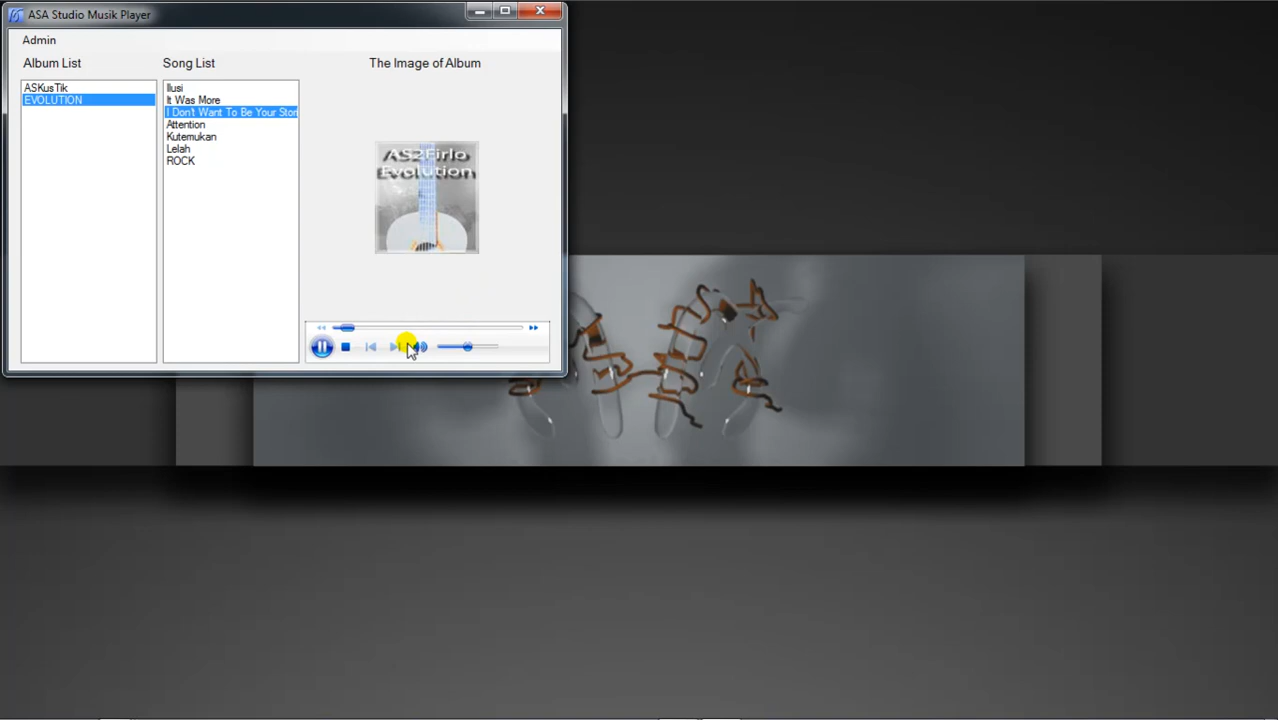 ASA Studio Musik Player
Admin
Album List
Song List
The Image of Album
ASKusTik
EVOLUTION
Ilusi
It Was More
I Don't Want To Be Your Stor
Attention
Kutemukan
Lelah
ROCK
AS2Firlo
Evolution